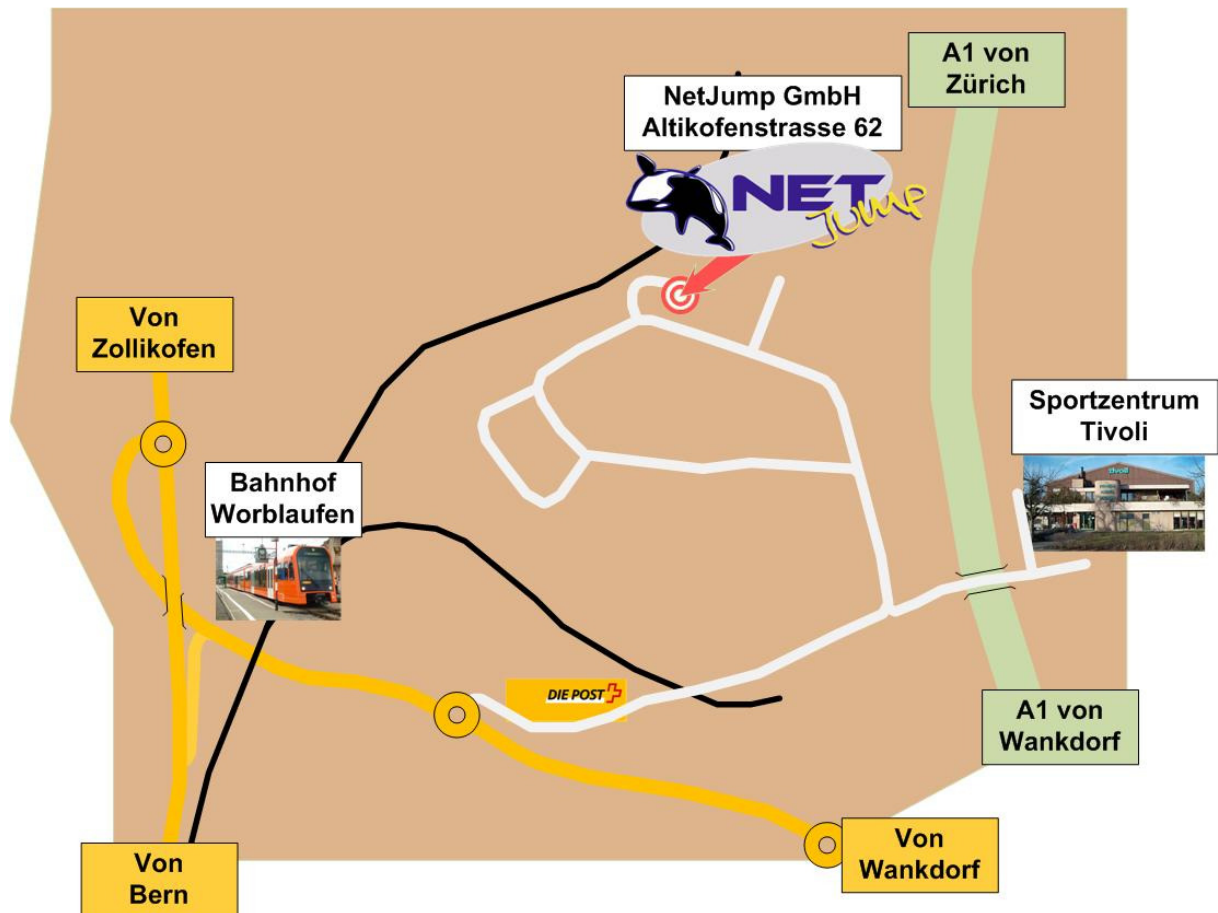 A1 von
Zürich
NetJump GmbH
Altikofenstrasse 62
NET
Jump
Von
Zollikofen
Sportzentrum
Tivoli
tivoli
Bahnhof
Worblaufen
DIE POST
A1 von
Wankdorf
Von
Wankdorf
Von
Bern